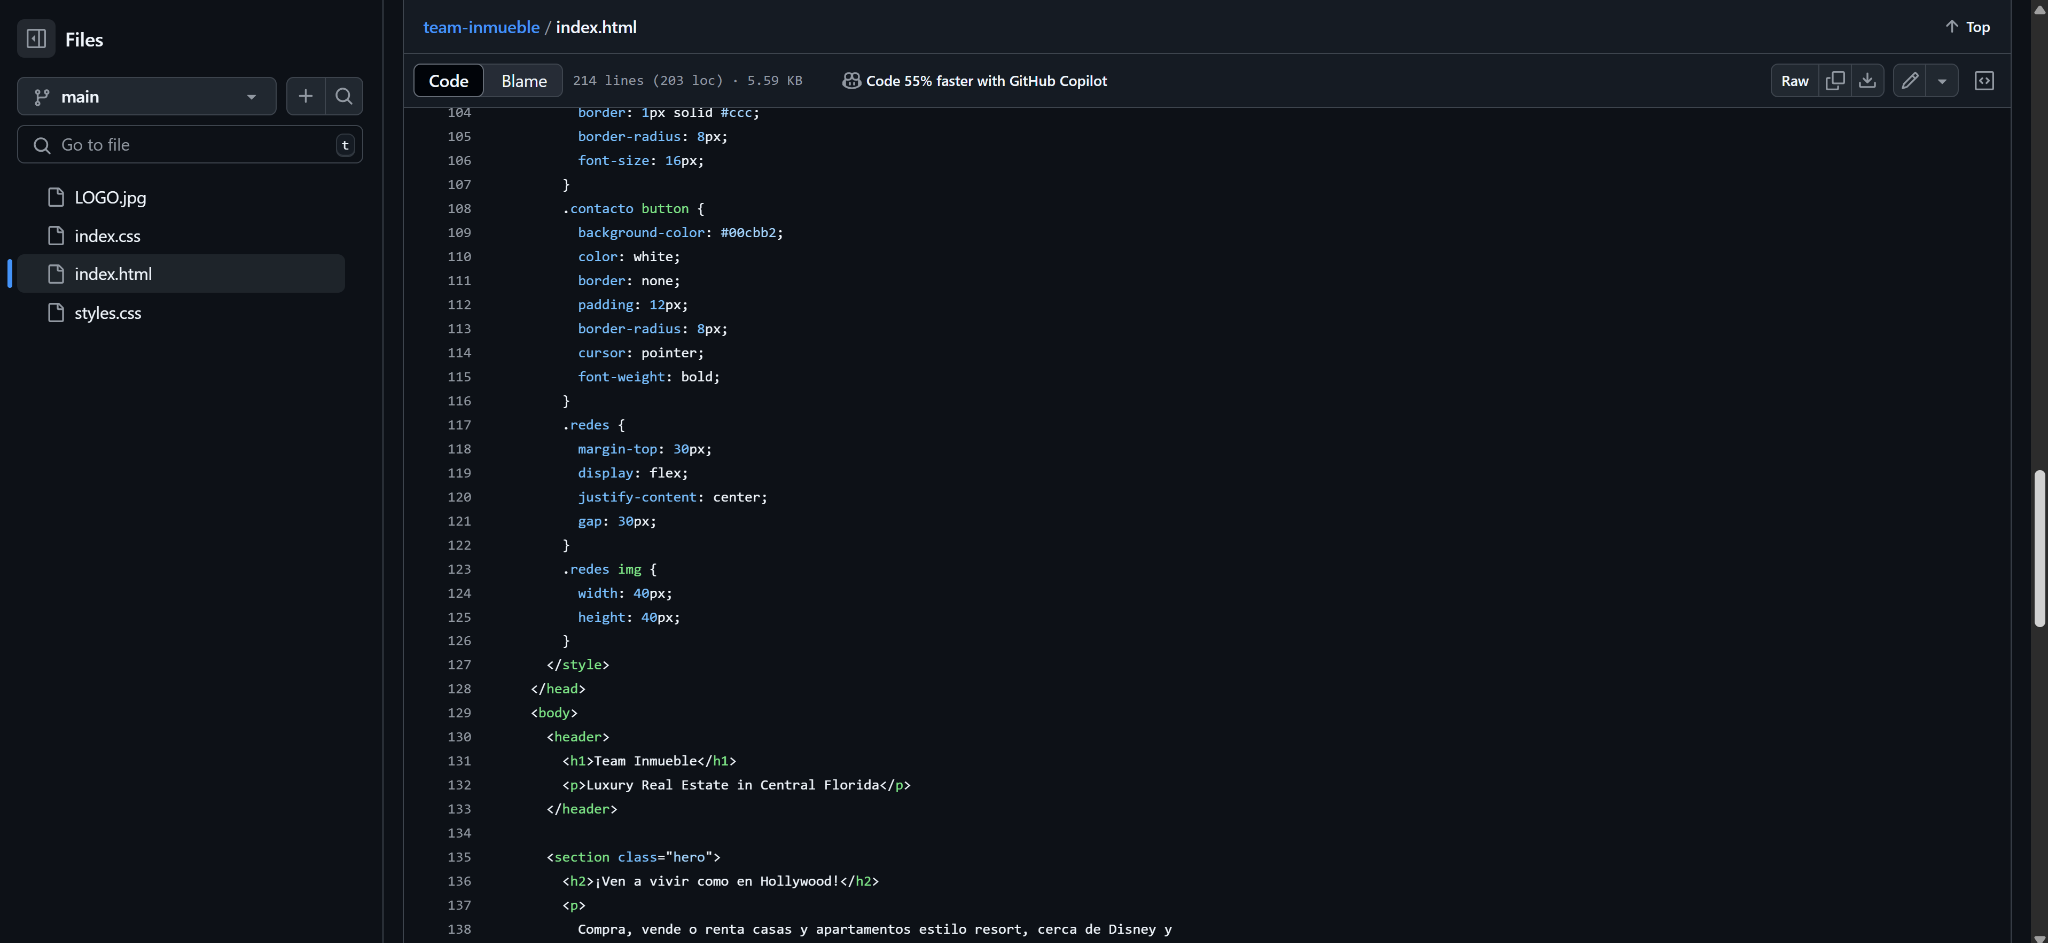 Files
main
Go to file
t
LOGO.jpg
index.css
index.html
styles.css
team-inmueble / index.html
Top
Code Blame 214 lines (203 loc) · 5.59 KB Code 55% faster with GitHub Copilot Raw
104 border: 1px solid #ccc;
105 border-radius: 8px;
106 font-size: 16px;
107 }
108 .contacto button {
109 background-color: #00cbb2;
110 color: white;
111 border: none;
112 padding: 12px;
113 border-radius: 8px;
114 cursor: pointer;
115 font-weight: bold;
116 }
117 .redes {
118 margin-top: 30px;
119 display: flex;
120 justify-content: center;
121 gap: 30px;
122 }
123 .redes img {
124 width: 40px;
125 height: 40px;
126 }
127 </style>
128 </head>
129 <body>
130 <header>
131 <h1>Team Inmueble</h1>
132 <p>Luxury Real Estate in Central Florida</p>
133 </header>
134
135 <section class="hero">
136 <h2>¡Ven a vivir como en Hollywood!</h2>
137 <p>
138 Compra, vende o renta casas y apartamentos estilo resort, cerca de Disney y